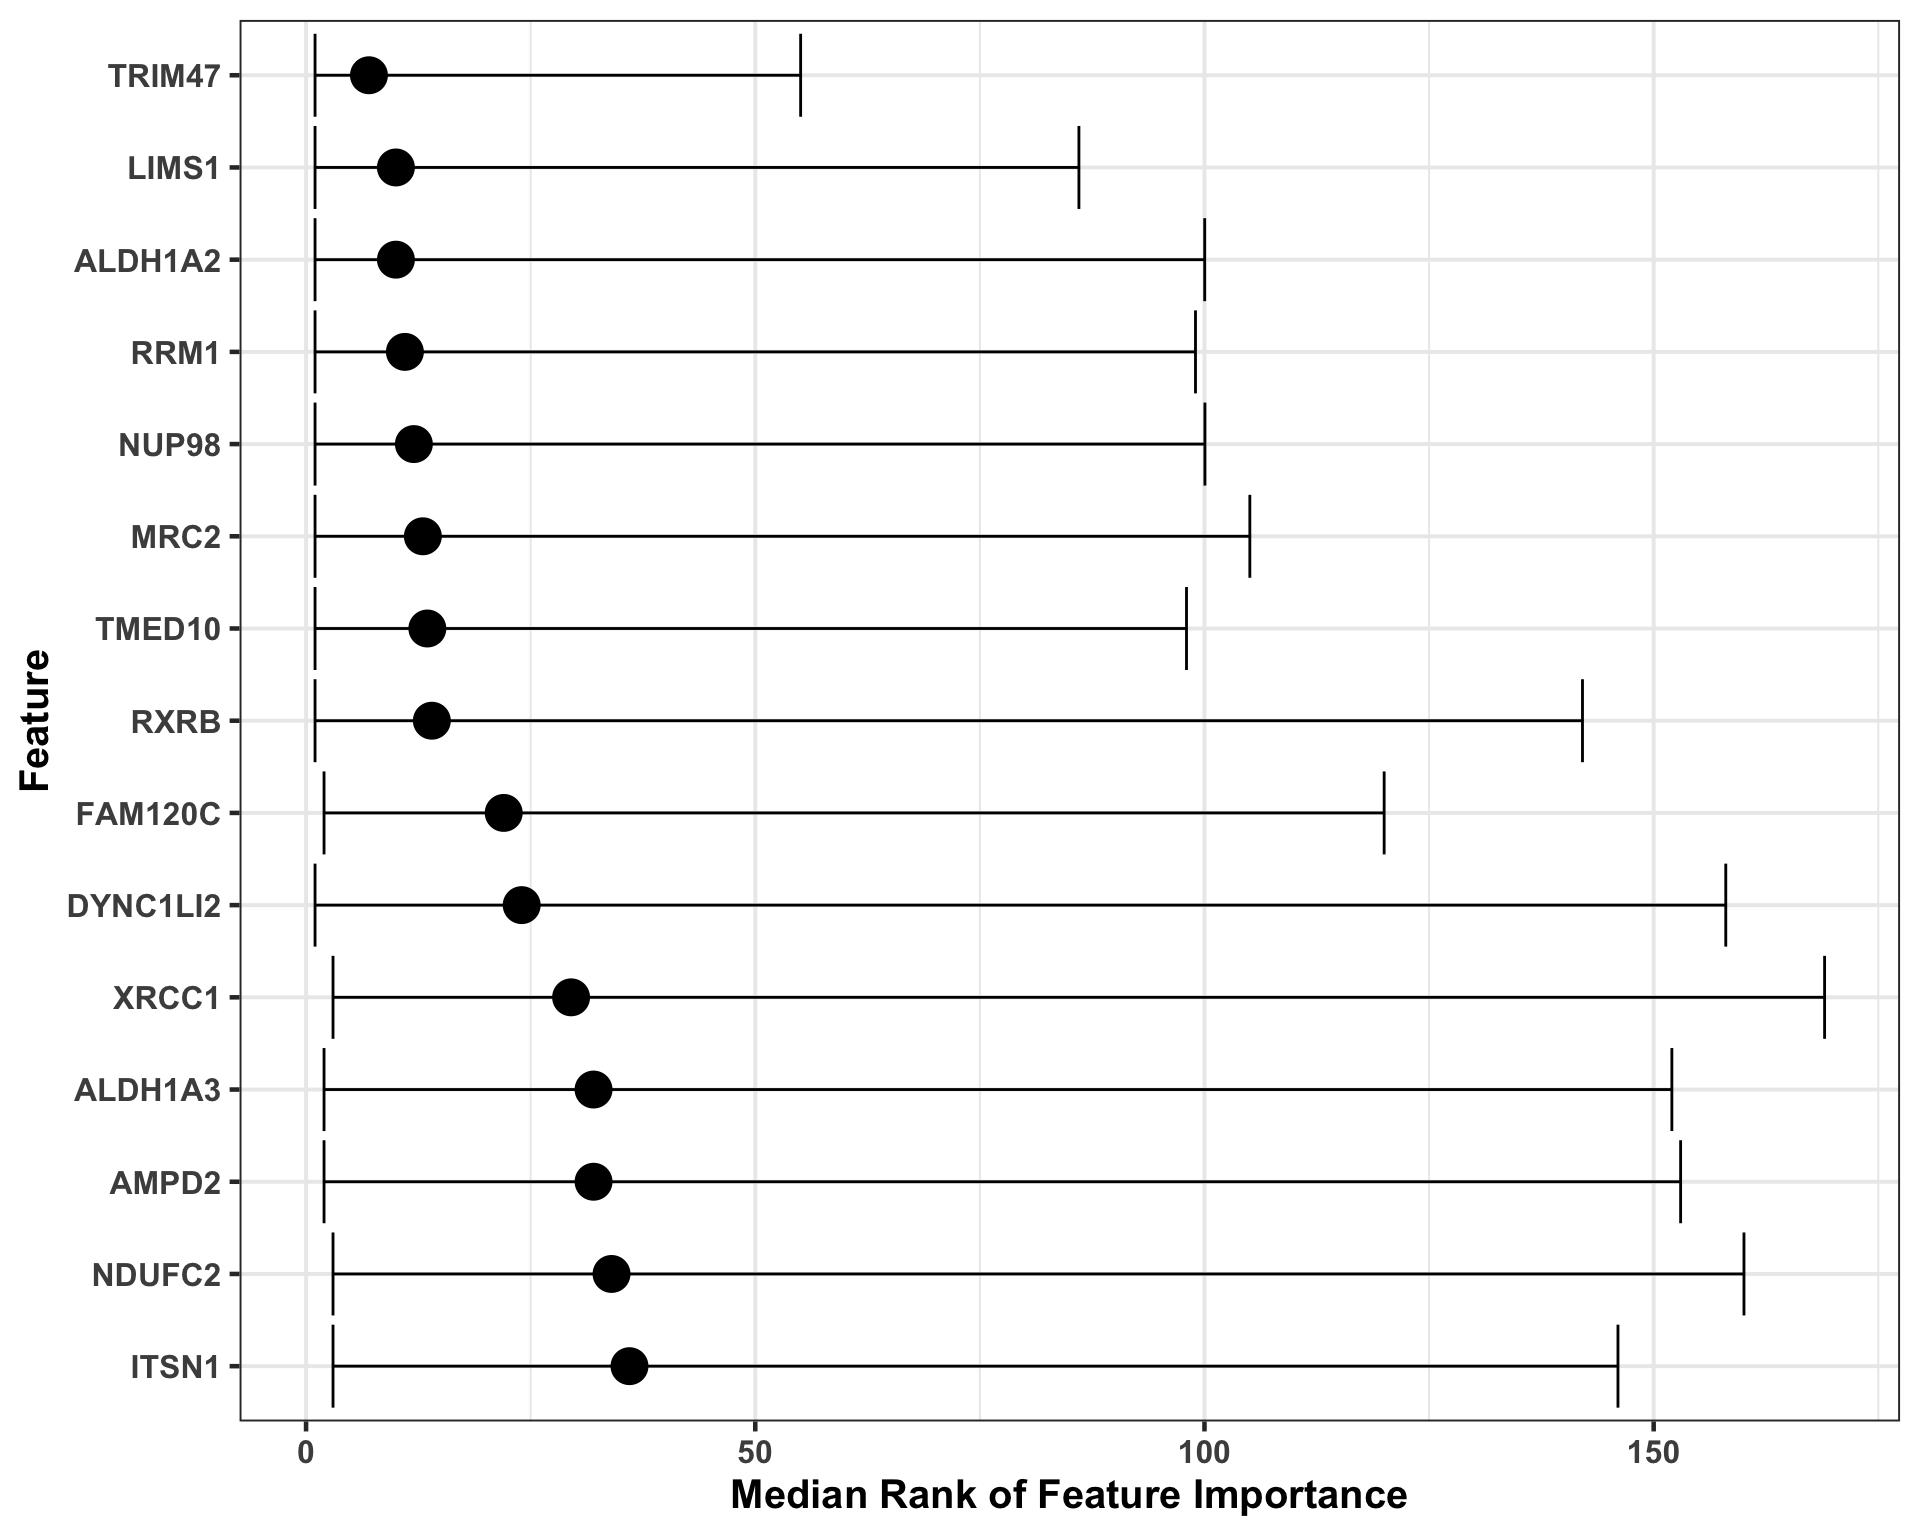 TRIM47
LIMS1
ALDH1A2
RRM1
NUP98
MRC2
TMED10
RXRB
FAM120C
DYNC1LI2
XRCC1
ALDH1A3
AMPD2
NDUFC2
ITSN1
Feature
0 50 100 150
Median Rank of Feature Importance